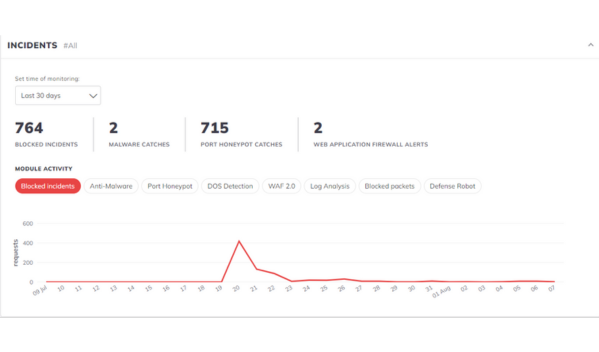 INCIDENTS #All
Set time of monitoring
Last 30 days
764 2 715 2
BLOCKED INCIDENTS MALWARE CATCHES PORT HONEYPOT CATCHES WEB APPLICATION FIREWALL ALERTS
MODULE ACTIVITY
Blocked incidents Anti-Malware Port Honeypot DOS Detection WAF 2.0 Log Analysis Blocked packets Defense Robot
600
400
200
0
requests
09 Jul 10 11 12 13 14 15 16 17 18 19 20 21 22 23 24 25 26 27 28 29 30 31 01 Aug 02 03 04 05 06 07